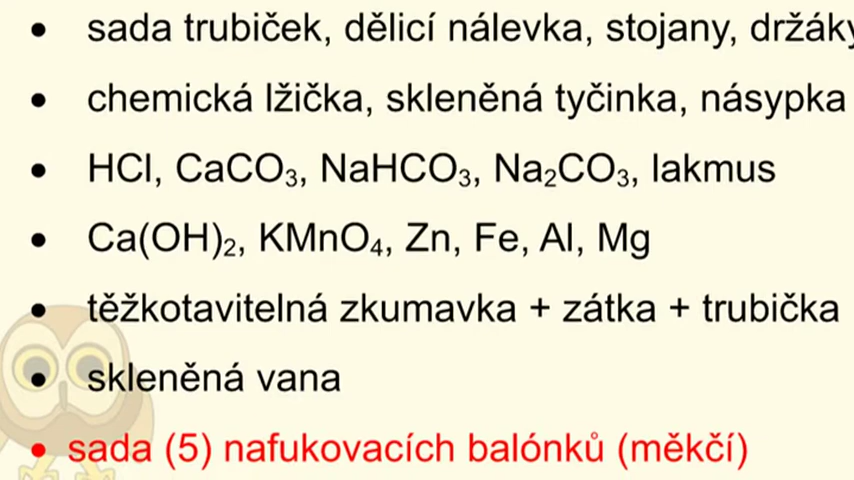 • sada trubiček, dělicí nálevka, stojany, držáky
• chemická lžička, skleněná tyčinka, násypka
• HCl, CaCO₃, NaHCO₃, Na₂CO₃, lakmus
• Ca(OH)₂, KMnO₄, Zn, Fe, Al, Mg
• těžkotavitelná zkumavka + zátka + trubička
• skleněná vana
• sada (5) nafukovacích balónků (měkčí)